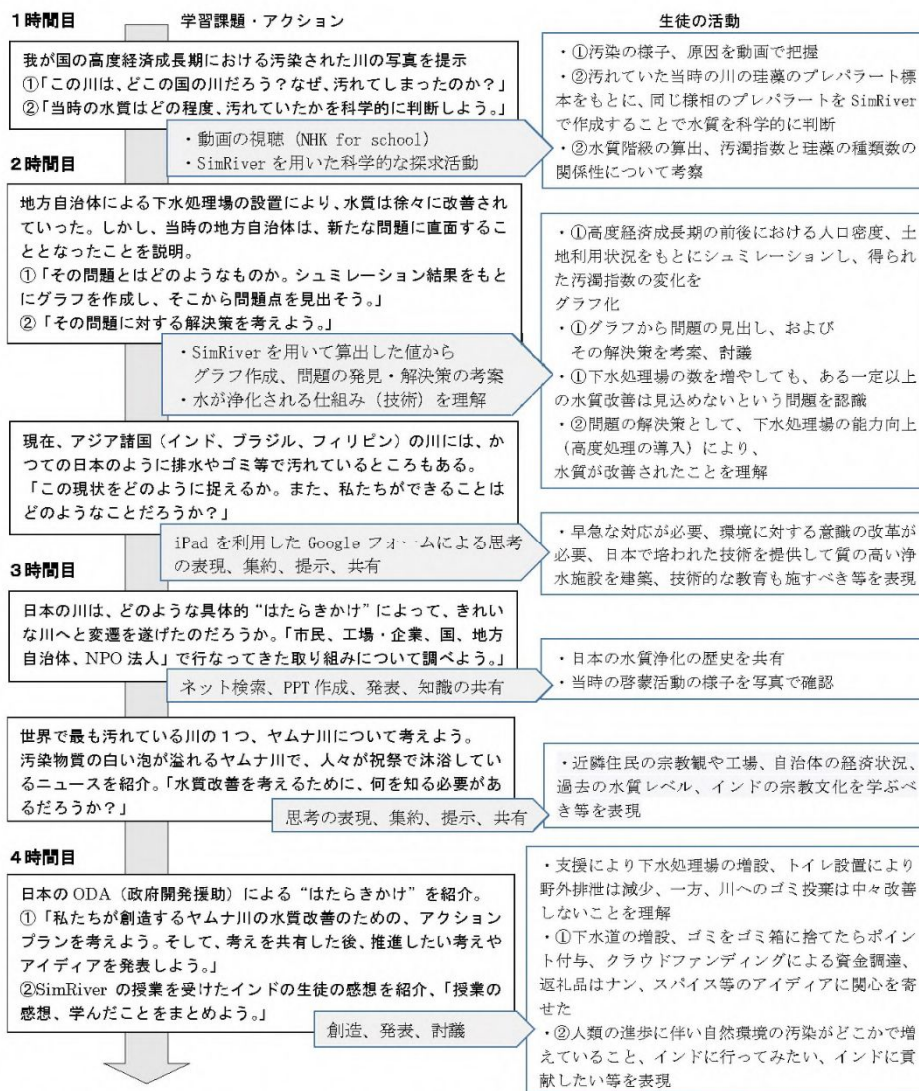 1時間目
学習課題・アクション
生徒の活動
我が国の高度経済成長期における汚染された川の写真を提示
①「この川は、どこの国の川だろう？なぜ、汚れてしまったのか？」
②「当時の水質はどの程度、汚れていたかを科学的に判断しよう。」
・動画の視聴（NHK for school）
・SimRiver を用いた科学的な探求活動
・①汚染の様子、原因を動画で把握
・②汚れていた当時の川の珪藻のプレパラート標
本をもとに、同じ様相のプレパラートを SimRiver
で作成することで水質を科学的に判断
・②水質階級の算出、汚濁指数と珪藻の種類数の
関係性について考察
2時間目
地方自治体による下水処理場の設置により、水質は徐々に改善され
ていった。しかし、当時の地方自治体は、新たな問題に直面するこ
ととなったことを説明。
①「その問題とはどのようなものか。シュミレーション結果をもと
にグラフを作成し、そこから問題点を見出そう。」
②「その問題に対する解決策を考えよう。」
・SimRiver を用いて算出した値から
グラフ作成、問題の発見・解決策の考案
・水が浄化される仕組み（技術）を理解
・①高度経済成長期の前後における人口密度、土
地利用状況をもとにシュミレーションし、得られ
た汚濁指数の変化を
グラフ化
・①グラフから問題の見出し、および
その解決策を考案、討議
・①下水処理場の数を増やしても、ある一定以上
の水質改善は見込めないという問題を認識
・②問題の解決策として、下水処理場の能力向上
（高度処理の導入）により、
水質が改善されたことを理解
現在、アジア諸国（インド、ブラジル、フィリピン）の川には、か
つての日本のように排水やゴミ等で汚れているところもある。
「この現状をどのように捉えるか。また、私たちができることは
どのようなことだろうか？」
iPad を利用した Google フォームによる思考
の表現、集約、提示、共有
・早急な対応が必要、環境に対する意識の改革が
必要、日本で培われた技術を提供して質の高い浄
水施設を建築、技術的な教育も施すべき等を表現
3時間目
日本の川は、どのような具体的“はたらきかけ”によって、きれい
な川へと変遷を遂げたのだろうか。「市民、工場・企業、国、地方
自治体、NPO 法人」で行なってきた取り組みについて調べよう。」
ネット検索、PPT 作成、発表、知識の共有
・日本の水質浄化の歴史を共有
・当時の啓蒙活動の様子を写真で確認
世界で最も汚れている川の1つ、ヤムナ川について考えよう。
汚染物質の白い泡が溢れるヤムナ川で、人々が祝祭で沐浴してい
るニュースを紹介。「水質改善を考えるために、何を知る必要があ
るだろうか？」
思考の表現、集約、提示、共有
・近隣住民の宗教観や工場、自治体の経済状況、
過去の水質レベル、インドの宗教文化を学ぶべ
き等を表現
4時間目
日本の ODA（政府開発援助）による“はたらきかけ”を紹介。
①「私たちが創造するヤムナ川の水質改善のための、アクション
プランを考えよう。そして、考えを共有した後、推進したい考えや
アイディアを発表しよう。」
②SimRiver の授業を受けたインドの生徒の感想を紹介、「授業の
感想、学んだことをまとめよう。」
創造、発表、討議
・支援により下水処理場の増設、トイレ設置により
野外排泄は減少、一方、川へのゴミ投棄は中々改善
しないことを理解
・①下水道の増設、ゴミをゴミ箱に捨てたらポイン
ト付与、クラウドファンディングによる資金調達、
返礼品はナン、スパイス等のアイディアに関心を寄
せた
・②人類の進歩に伴い自然環境の汚染がどこかで増
えていること、インドに行ってみたい、インドに貢
献したい等を表現